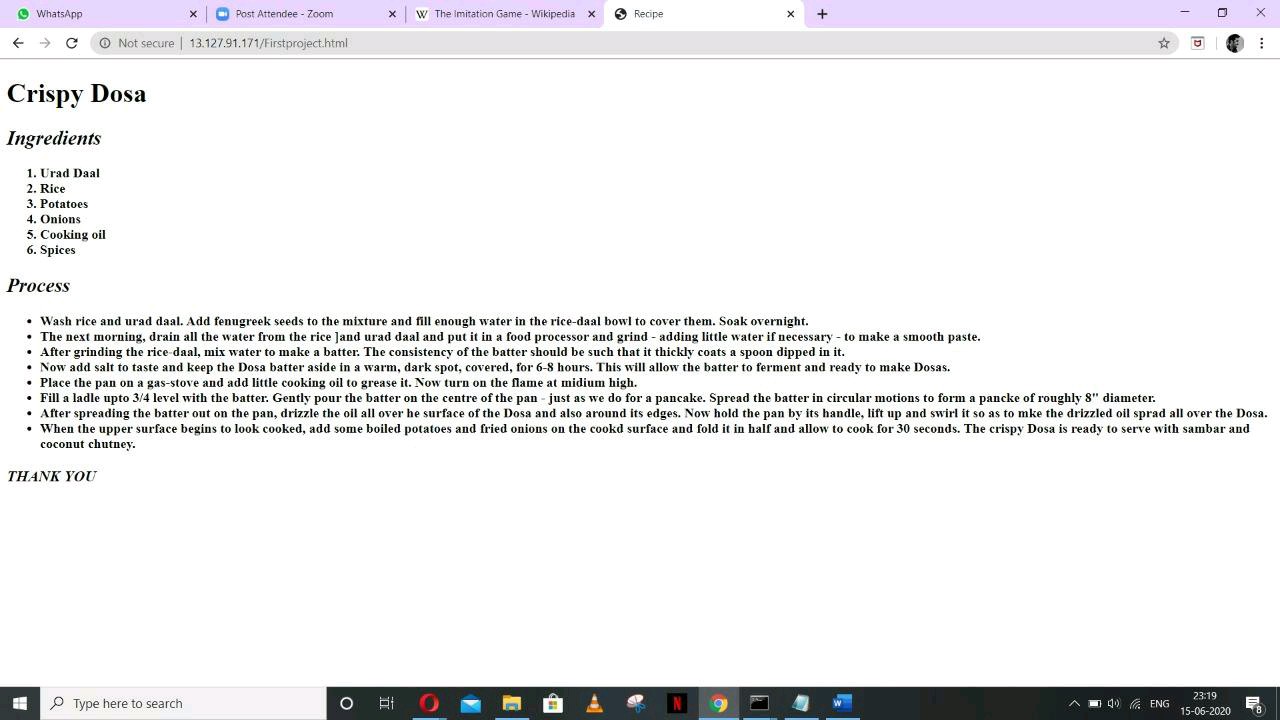 WhatsApp
Post Attendee - Zoom
The Imitation Game - Wikipedia
Recipe
Not secure | 13.127.91.171/Firstproject.html
Crispy Dosa
Ingredients
1. Urad Daal
2. Rice
3. Potatoes
4. Onions
5. Cooking oil
6. Spices
Process
• Wash rice and urad daal. Add fenugreek seeds to the mixture and fill enough water in the rice-daal bowl to cover them. Soak overnight.
• The next morning, drain all the water from the rice ]and urad daal and put it in a food processor and grind - adding little water if necessary - to make a smooth paste.
• After grinding the rice-daal, mix water to make a batter. The consistency of the batter should be such that it thickly coats a spoon dipped in it.
• Now add salt to taste and keep the Dosa batter aside in a warm, dark spot, covered, for 6-8 hours. This will allow the batter to ferment and ready to make Dosas.
• Place the pan on a gas-stove and add little cooking oil to grease it. Now turn on the flame at midium high.
• Fill a ladle upto 3/4 level with the batter. Gently pour the batter on the centre of the pan - just as we do for a pancake. Spread the batter in circular motions to form a pancke of roughly 8" diameter.
• After spreading the batter out on the pan, drizzle the oil all over he surface of the Dosa and also around its edges. Now hold the pan by its handle, lift up and swirl it so as to mke the drizzled oil sprad all over the Dosa.
• When the upper surface begins to look cooked, add some boiled potatoes and fried onions on the cookd surface and fold it in half and allow to cook for 30 seconds. The crispy Dosa is ready to serve with sambar and
coconut chutney.
THANK YOU
Type here to search
ENG
23:19
15-06-2020
8